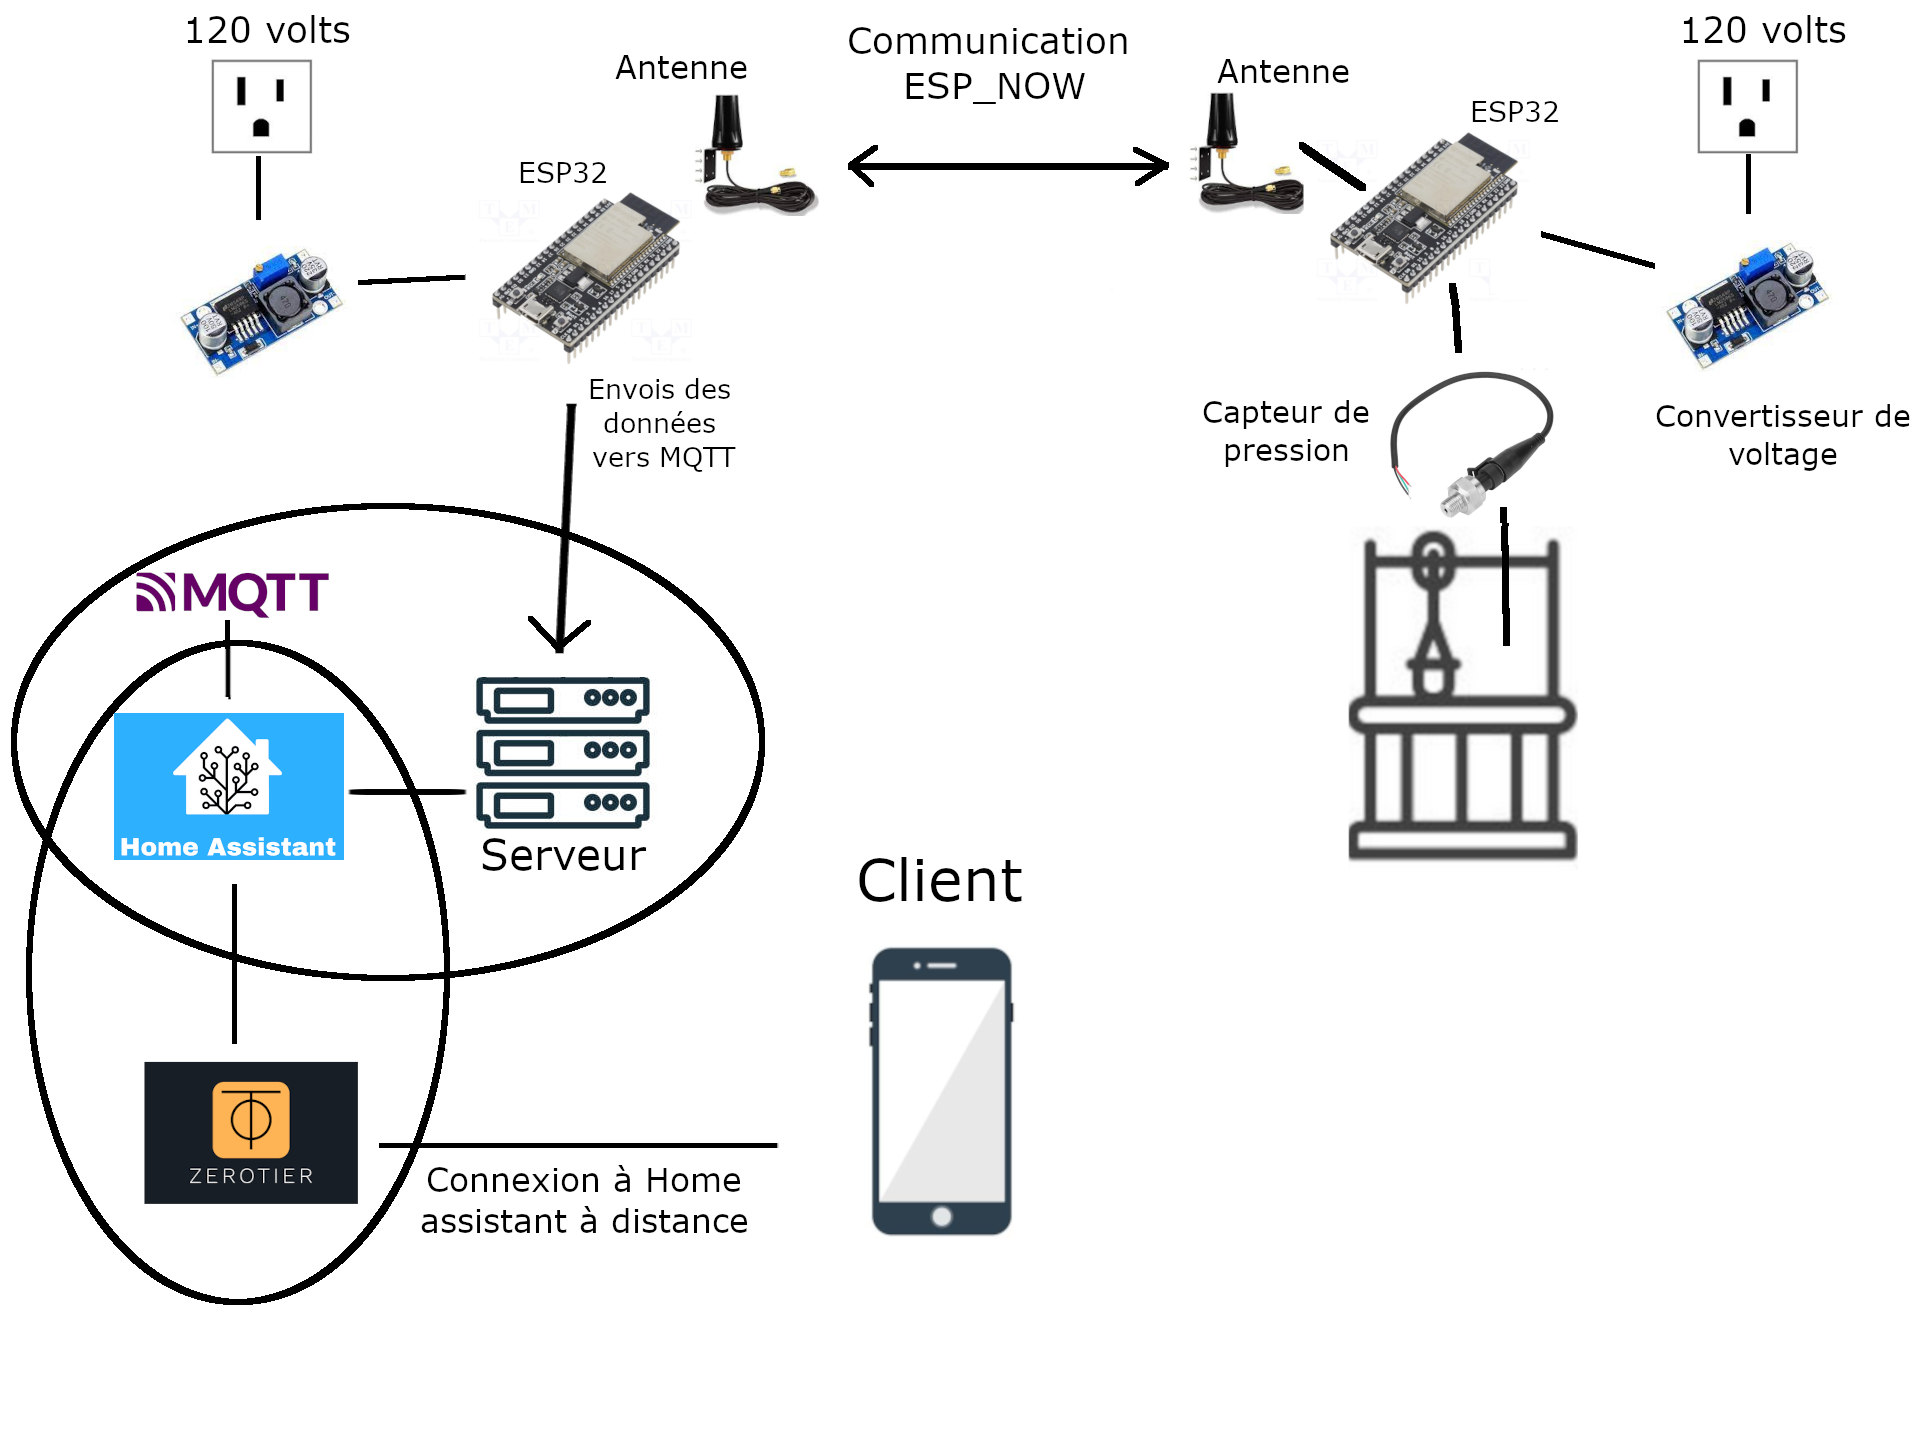 120 volts
Antenne
Communication
ESP_NOW
Antenne
ESP32
120 volts
ESP32
Envois des
données
vers MQTT
Capteur de
pression
Convertisseur de
voltage
MQTT
Home Assistant
Serveur
Client
ZEROTIER
Connexion à Home
assistant à distance